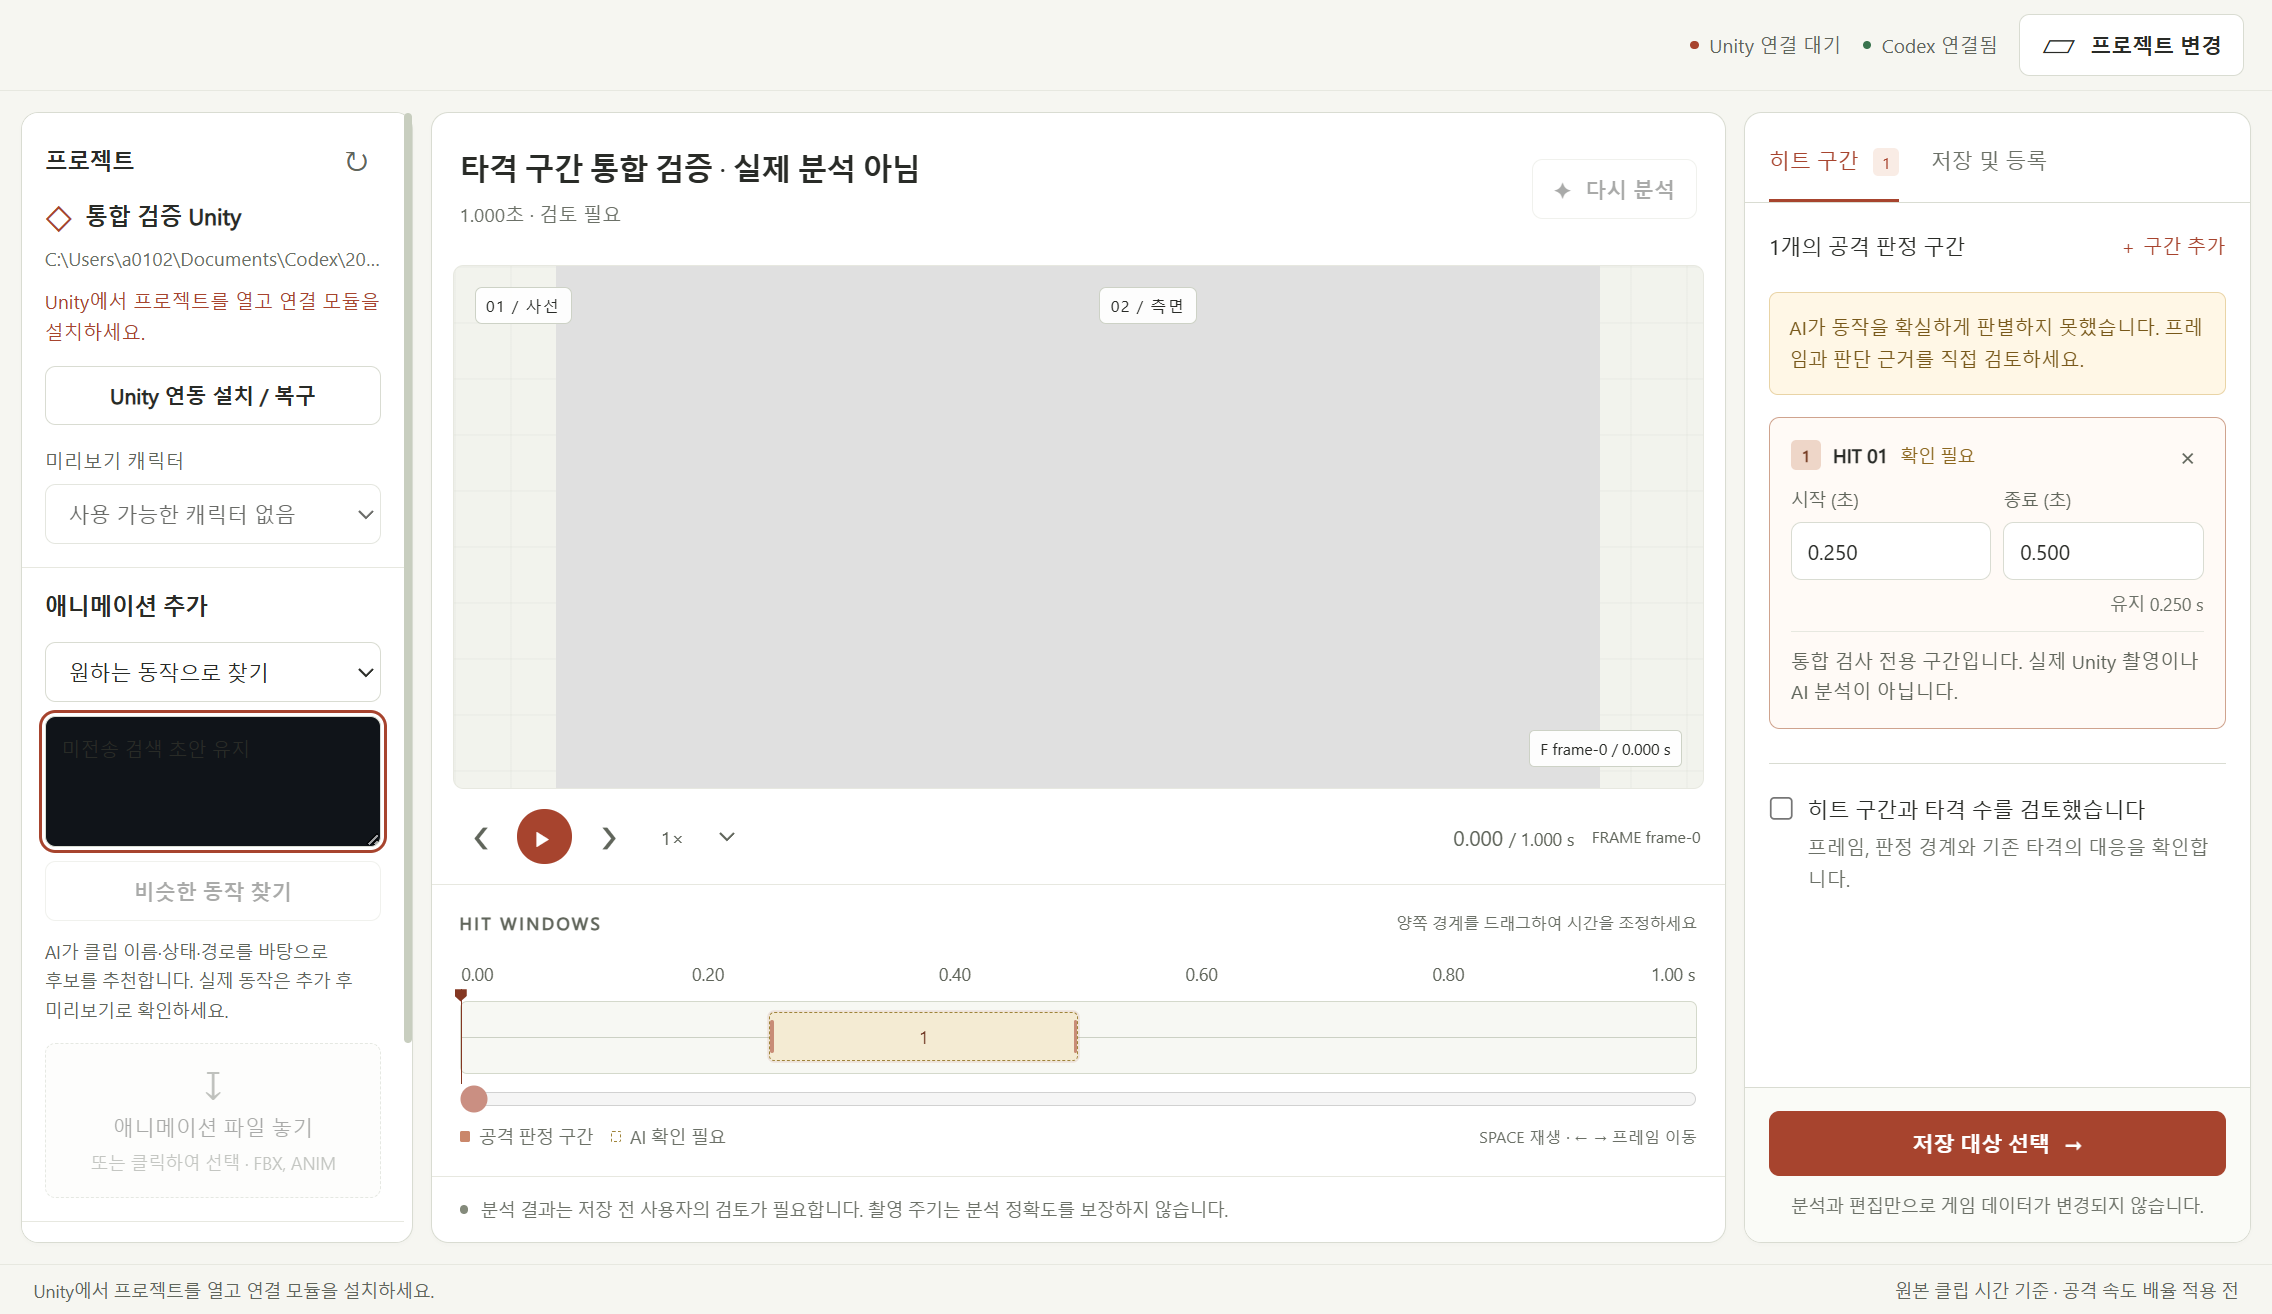 Unity 연결 대기
Codex 연결됨
프로젝트 변경
프로젝트
통합 검증 Unity
C:\Users\a0102\Documents\Codex\20...
Unity에서 프로젝트를 열고 연결 모듈을
설치하세요.
Unity 연동 설치 / 복구
미리보기 캐릭터
사용 가능한 캐릭터 없음
애니메이션 추가
원하는 동작으로 찾기
미전송 검색 초안 유지
비슷한 동작 찾기
AI가 클립 이름·상태·경로를 바탕으로
후보를 추천합니다. 실제 동작은 추가 후
미리보기로 확인하세요.
애니메이션 파일 놓기
또는 클릭하여 선택 · FBX, ANIM
타격 구간 통합 검증 · 실제 분석 아님
1.000초 · 검토 필요
다시 분석
01 / 사선
02 / 측면
F frame-0 / 0.000 s
1×
0.000 / 1.000 s
FRAME frame-0
HIT WINDOWS
양쪽 경계를 드래그하여 시간을 조정하세요
0.00 0.20 0.40 0.60 0.80 1.00 s
1
공격 판정 구간
AI 확인 필요
SPACE 재생 · ← → 프레임 이동
분석 결과는 저장 전 사용자의 검토가 필요합니다. 촬영 주기는 분석 정확도를 보장하지 않습니다.
히트 구간 1
저장 및 등록
1개의 공격 판정 구간
+ 구간 추가
AI가 동작을 확실하게 판별하지 못했습니다. 프레
임과 판단 근거를 직접 검토하세요.
1 HIT 01 확인 필요 ×
시작 (초)
종료 (초)
0.250
0.500
유지 0.250 s
통합 검사 전용 구간입니다. 실제 Unity 촬영이나
AI 분석이 아닙니다.
히트 구간과 타격 수를 검토했습니다
프레임, 판정 경계와 기존 타격의 대응을 확인합
니다.
저장 대상 선택 →
분석과 편집만으로 게임 데이터가 변경되지 않습니다.
Unity에서 프로젝트를 열고 연결 모듈을 설치하세요.
원본 클립 시간 기준 · 공격 속도 배율 적용 전